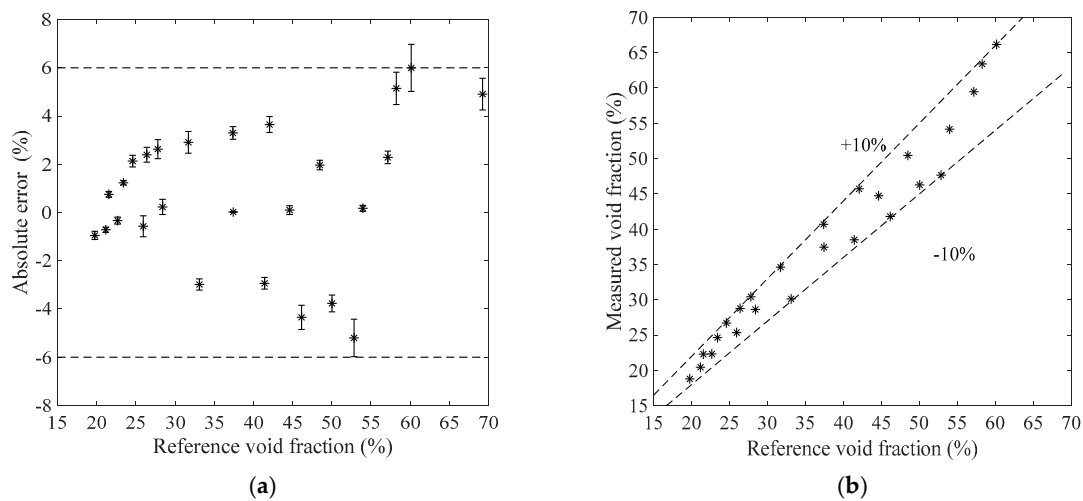 8
6
4
2
0
-2
-4
-6
-8
15 20 25 30 35 40 45 50 55 60 65 70
Absolute error (%)
Reference void fraction (%)
(a)
70
65
60
55
50
45
40
35
30
25
20
15
15 20 25 30 35 40 45 50 55 60 65 70
Measured void fraction (%)
+10%
-10%
Reference void fraction (%)
(b)